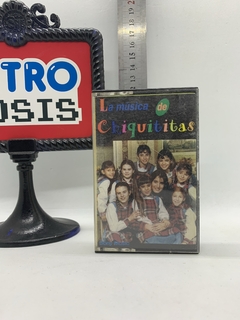 TRO
OSIS
La música de
Chiquititas